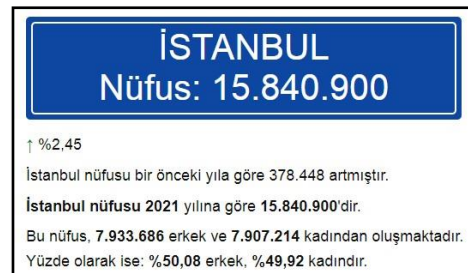 İSTANBUL
Nüfus: 15.840.900
↑ %2,45
İstanbul nüfusu bir önceki yıla göre 378.448 artmıştır.
İstanbul nüfusu 2021 yılına göre 15.840.900'dir.
Bu nüfus, 7.933.686 erkek ve 7.907.214 kadından oluşmaktadır.
Yüzde olarak ise: %50,08 erkek, %49,92 kadındır.